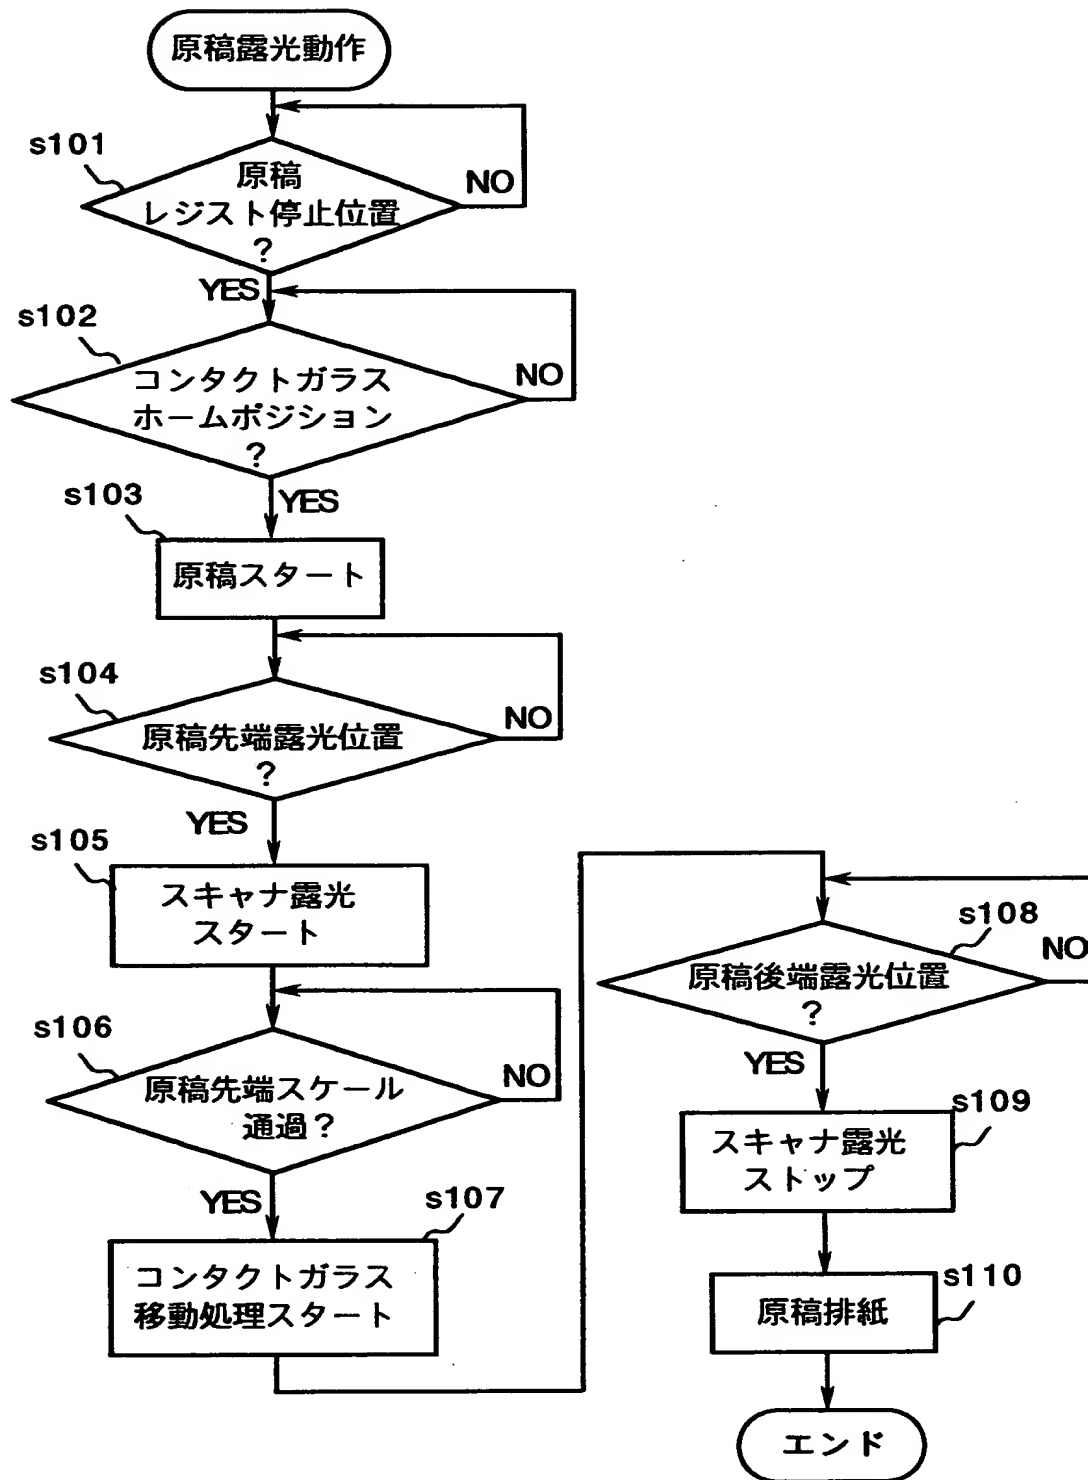 原稿露光動作
s101
原稿
レジスト停止位置
?
NO
YES
s102
コンタクトガラス
ホームポジション
?
NO
YES
s103
原稿スタート
s104
原稿先端露光位置
?
NO
YES
s105
スキャナ露光
スタート
s106
原稿先端スケール
通過?
NO
YES
s107
コンタクトガラス
移動処理スタート
s108
原稿後端露光位置
?
NO
YES
s109
スキャナ露光
ストップ
s110
原稿排紙
エンド